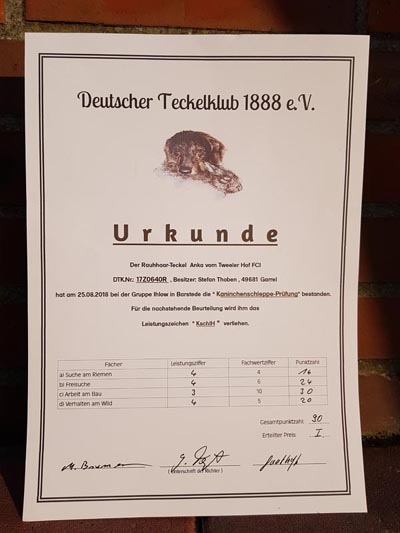 Deutscher Teckelklub 1888 e.V.
Urkunde
Der Rauhhaar-Teckel Anka vom Tweeler Hof FCI
DTK.Nr.: 17Z0640R , Besitzer: Stefan Thoben , 49681 Garrel
hat am 25.08.2018 bei der Gruppe Ihlow in Barstede die " Kaninchenschleppe-Prüfung" bestanden.
Für die nachstehende Beurteilung wird ihm das
Leistungszeichen " KschlH " verliehen.
Fächer Leistungsziffer Fachwertziffer Punktzahl
a) Suche am Riemen 4 4 16
b) Freisuche 4 6 24
c) Arbeit am Bau 3 10 30
d) Verhalten am Wild 4 5 20
Gesamtpunktzahl: 90
Erteilter Preis I.
( Unterschrift der Richter )